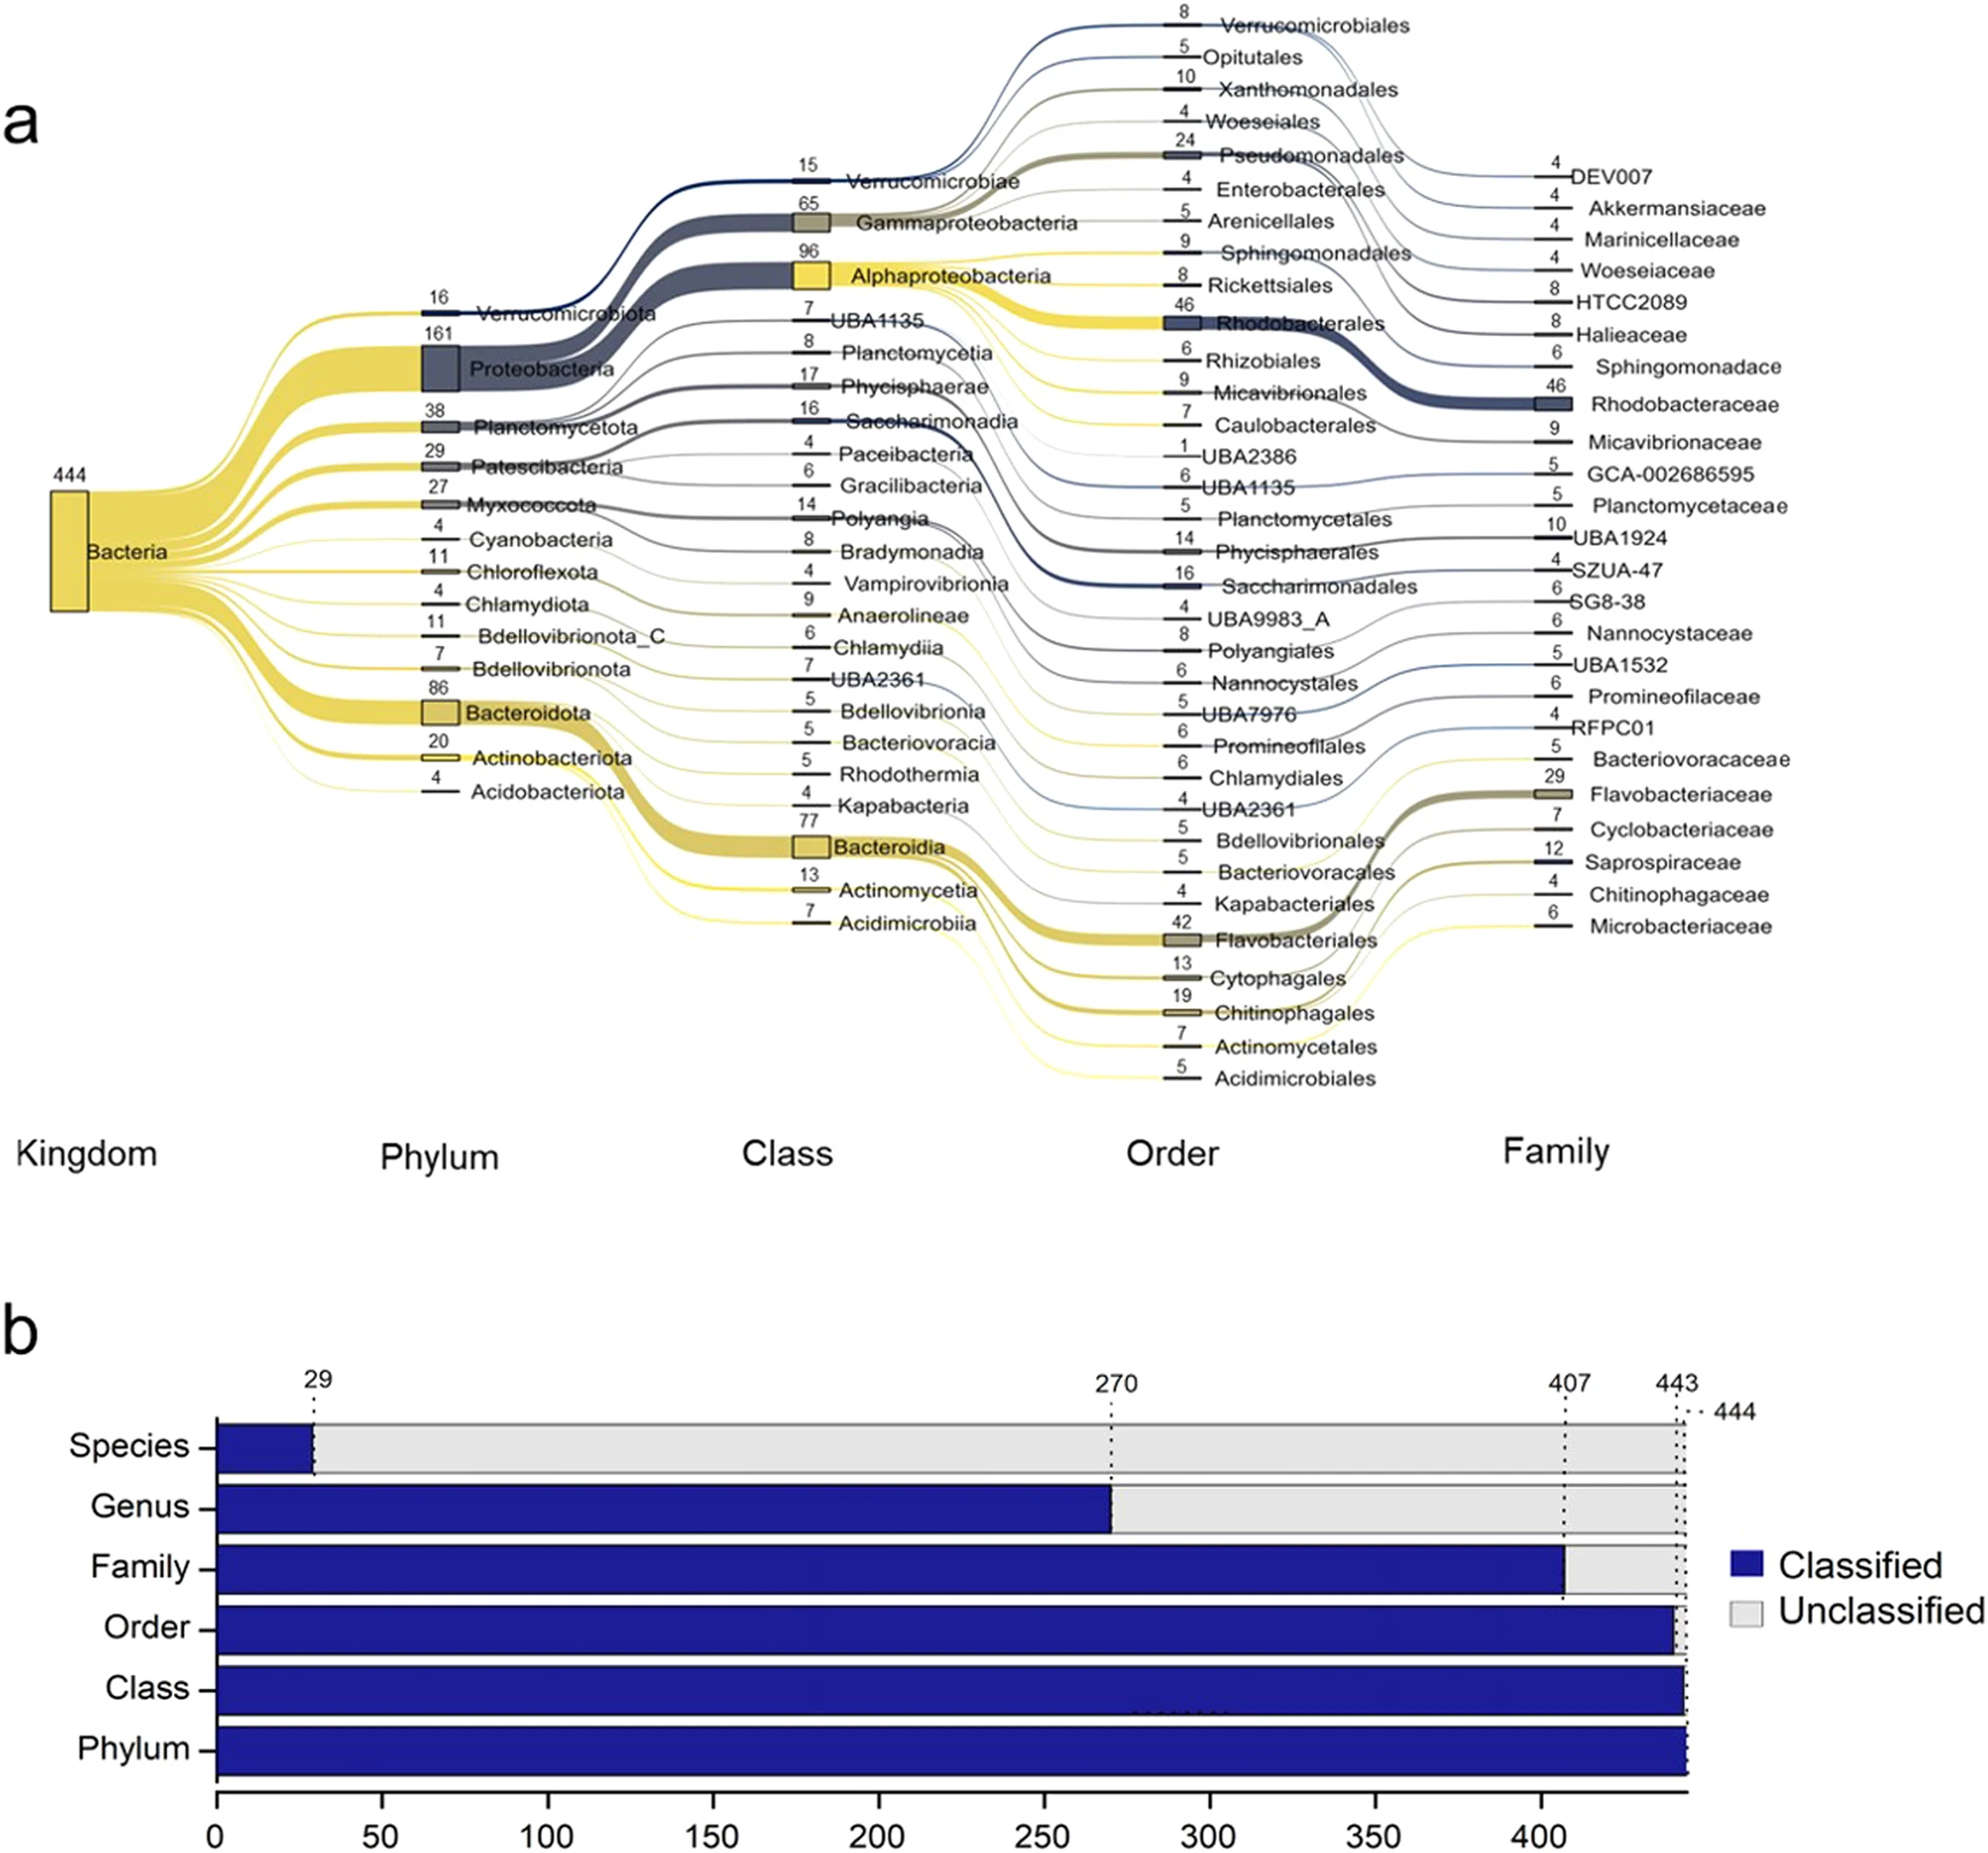 a
444
Bacteria
16
Verrucomicrobiota
161
Proteobacteria
38
Planctomycetota
29
Patescibacteria
27
Myxococcota
4
Cyanobacteria
11
Chloroflexota
4
Chlamydiota
11
Bdellovibrionota_C
7
Bdellovibrionota
86
Bacteroidota
20
Actinobacteriota
4
Acidobacteriota
15
Verrucomicrobiae
65
Gammaproteobacteria
96
Alphaproteobacteria
7
UBA1135
8
Planctomycetia
17
Phycisphaerae
16
Saccharimonadia
4
Paceibacteria
6
Gracilibacteria
14
Polyangia
8
Bradymonadia
4
Vampirovibrionia
9
Anaerolineae
6
Chlamydiia
7
UBA2361
5
Bdellovibrionia
5
Bacteriovoracia
5
Rhodothermia
4
Kapabacteria
77
Bacteroidia
13
Actinomycetia
7
Acidimicrobiia
8
Verrucomicrobiales
5
Opitutales
10
Xanthomonadales
4
Woeseiales
24
Pseudomonadales
4
Enterobacterales
5
Arenicellales
9
Sphingomonadales
8
Rickettsiales
46
Rhodobacterales
6
Rhizobiales
9
Micavibrionales
7
Caulobacterales
1
UBA2386
6
UBA1135
5
Planctomycetales
14
Phycisphaerales
16
Saccharimonadales
4
UBA9983_A
8
Polyangiales
6
Nannocystales
5
UBA7976
6
Promineofilales
6
Chlamydiales
4
UBA2361
5
Bdellovibrionales
5
Bacteriovoracales
4
Kapabacteriales
42
Flavobacteriales
13
Cytophagales
19
Chitinophagales
7
Actinomycetales
5
Acidimicrobiales
4
DEV007
4
Akkermansiaceae
4
Marinicellaceae
4
Woeseiaceae
8
HTCC2089
8
Halieaceae
6
Sphingomonadace
46
Rhodobacteraceae
9
Micavibrionaceae
5
GCA-002686595
5
Planctomycetaceae
10
UBA1924
4
SZUA-47
6
SG8-38
6
Nannocystaceae
5
UBA1532
6
Promineofilaceae
4
RFPC01
5
Bacteriovoracaceae
29
Flavobacteriaceae
7
Cyclobacteriaceae
12
Saprospiraceae
4
Chitinophagaceae
6
Microbacteriaceae
Kingdom Phylum Class Order Family
b
29 270 407 443
444
Species
Genus
Family
Order
Class
Phylum
Classified
Unclassified
0 50 100 150 200 250 300 350 400